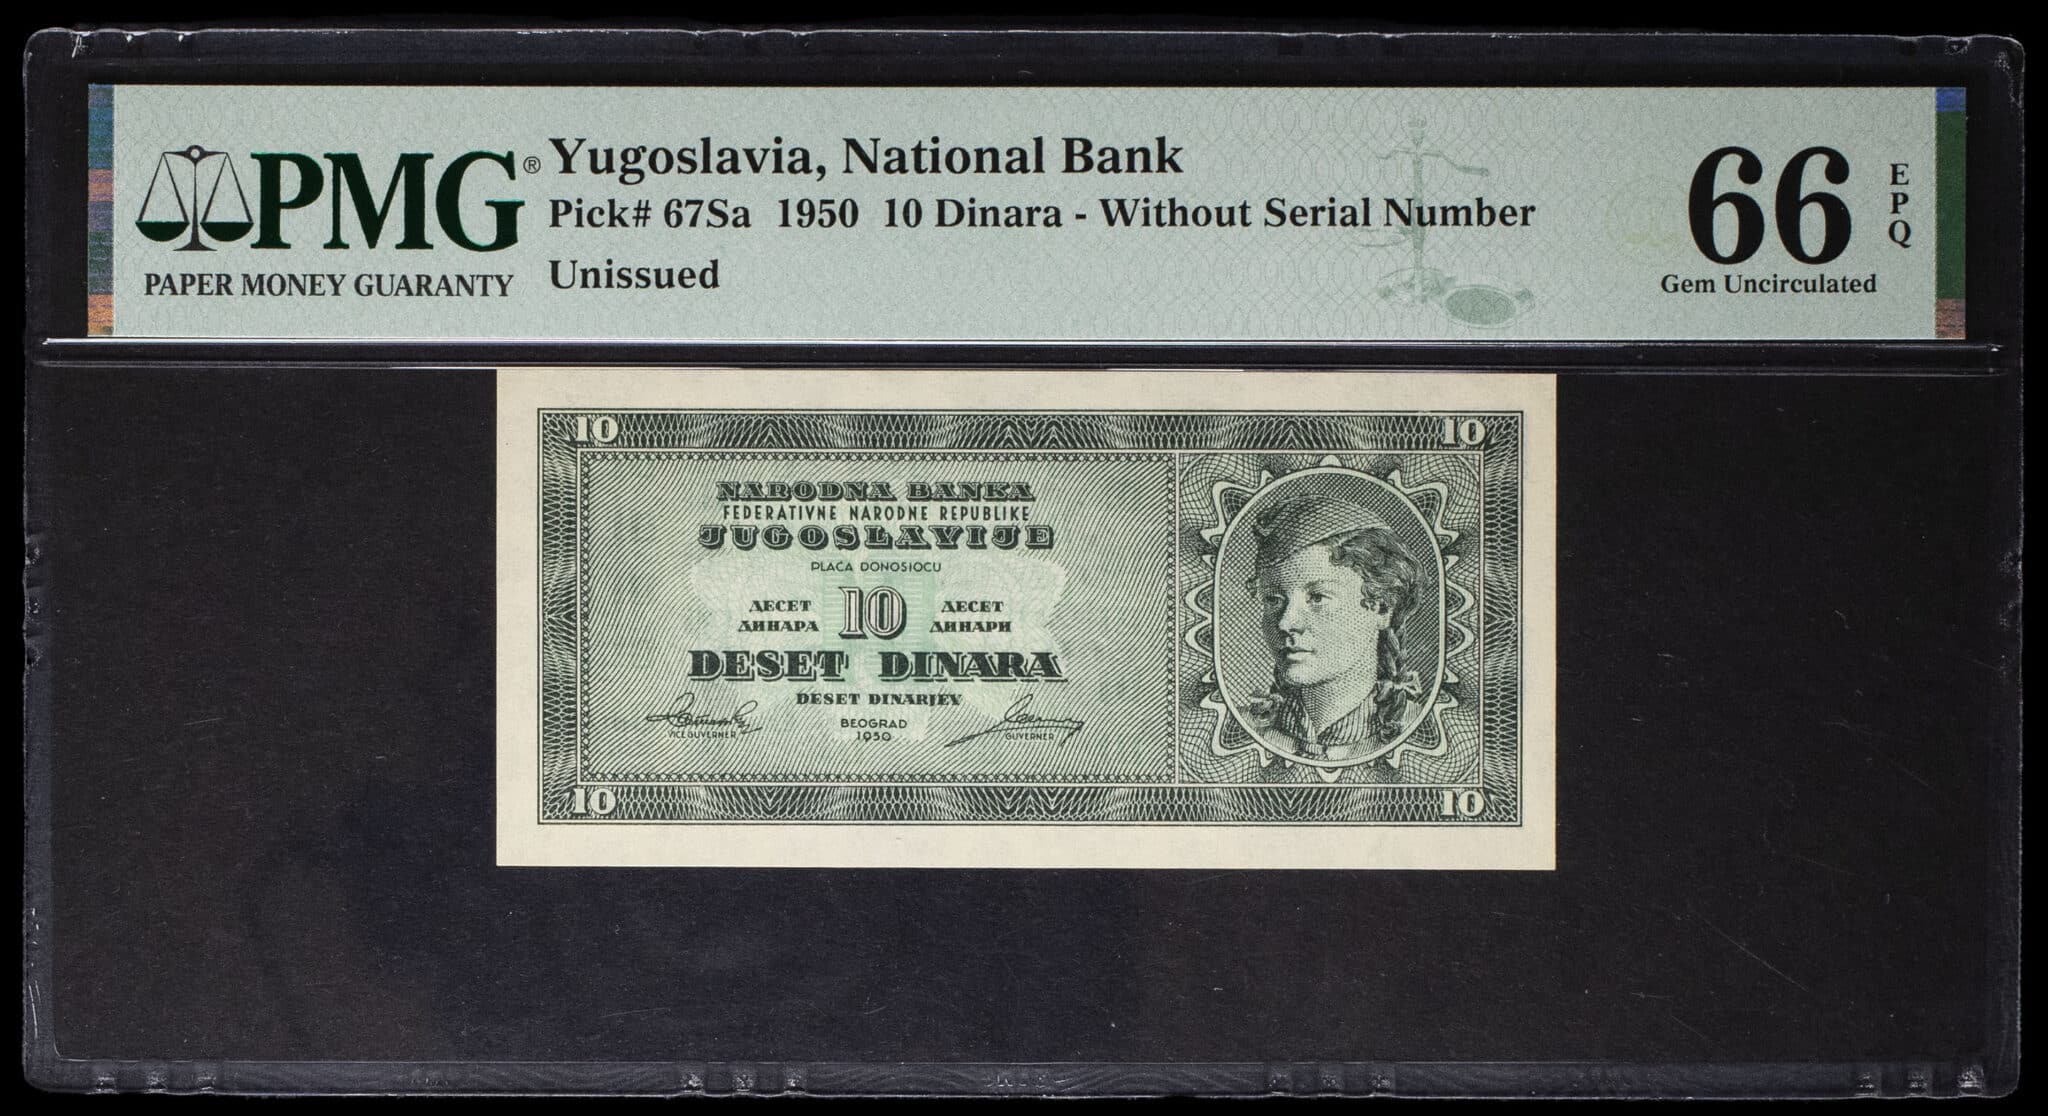 PMG®
PAPER MONEY GUARANTY
Yugoslavia, National Bank
Pick# 67Sa 1950 10 Dinara - Without Serial Number
Unissued
66 EPQ
Gem Uncirculated
10 10
NARODNA BANKA
FEDERATIVNE NARODNE REPUBLIKE
JUGOSLAVIJE
PLAĆA DONOSIOCU
ДЕСЕТ 10 ДЕСЕТ
ДИНАРА ДИНАРИ
DESET DINARA
DESET DINARJEV
BEOGRAD
1950
VICEGUVERNER GUVERNER
10 10